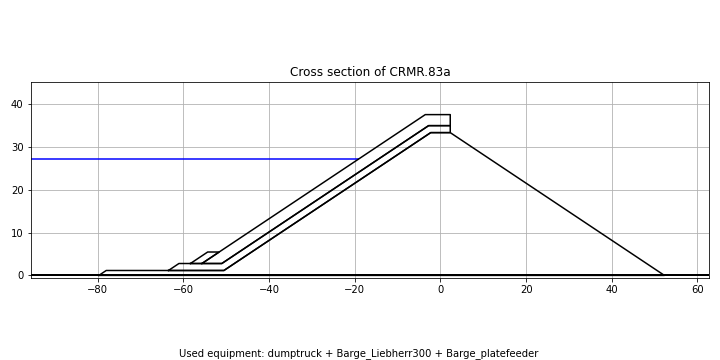 Cross section of CRMR.83a
40
30
20
10
0
−80 −60 −40 −20 0 20 40 60
Used equipment: dumptruck + Barge_Liebherr300 + Barge_platefeeder